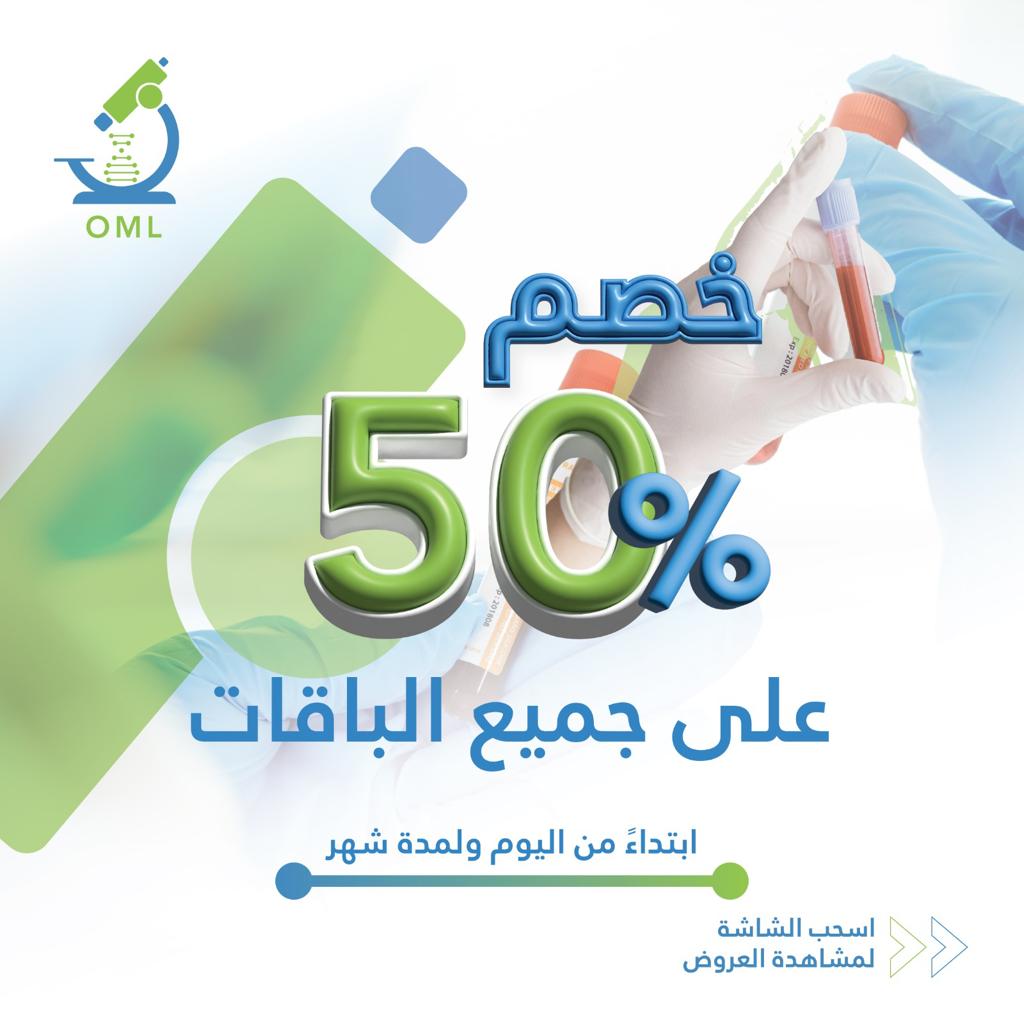 OML
خصم
50%
على جميع الباقات
ابتداءً من اليوم ولمدة شهر
اسحب الشاشة
لمشاهدة العروض